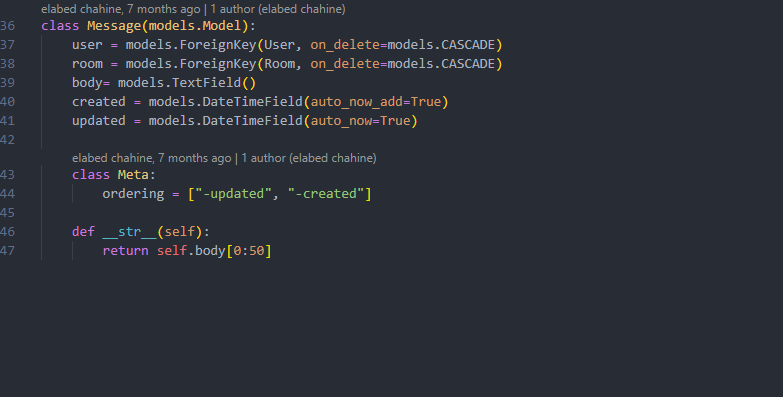 elabed chahine, 7 months ago | 1 author (elabed chahine)
36 class Message(models.Model):
37     user = models.ForeignKey(User, on_delete=models.CASCADE)
38     room = models.ForeignKey(Room, on_delete=models.CASCADE)
39     body= models.TextField()
40     created = models.DateTimeField(auto_now_add=True)
41     updated = models.DateTimeField(auto_now=True)
42
elabed chahine, 7 months ago | 1 author (elabed chahine)
43     class Meta:
44         ordering = ["-updated", "-created"]
45
46     def __str__(self):
47         return self.body[0:50]